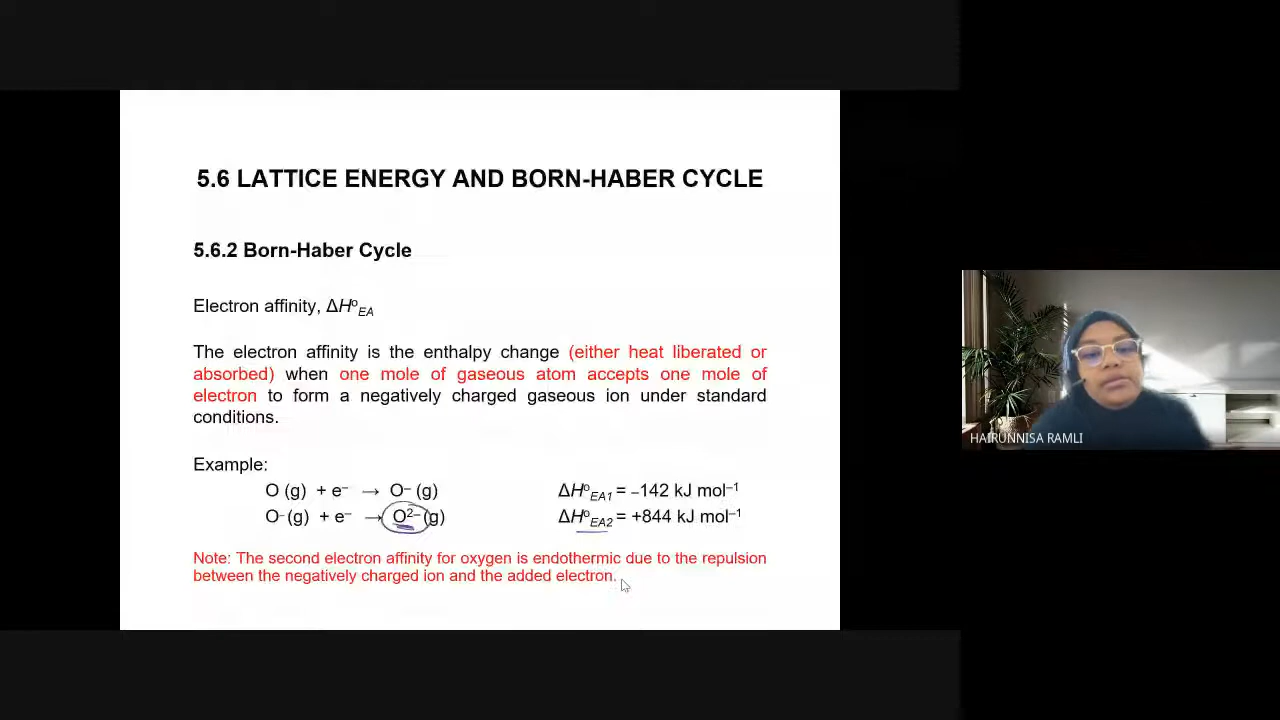 5.6 LATTICE ENERGY AND BORN-HABER CYCLE
5.6.2 Born-Haber Cycle
Electron affinity, ΔH°EA
The electron affinity is the enthalpy change (either heat liberated or
absorbed) when one mole of gaseous atom accepts one mole of
electron to form a negatively charged gaseous ion under standard
conditions.
Example:
O (g) + e⁻ → O⁻ (g) ΔH°EA1 = –142 kJ mol⁻¹
O⁻ (g) + e⁻ → O²⁻ (g) ΔH°EA2 = +844 kJ mol⁻¹
Note: The second electron affinity for oxygen is endothermic due to the repulsion
between the negatively charged ion and the added electron.
HAIRUNNISA RAMLI